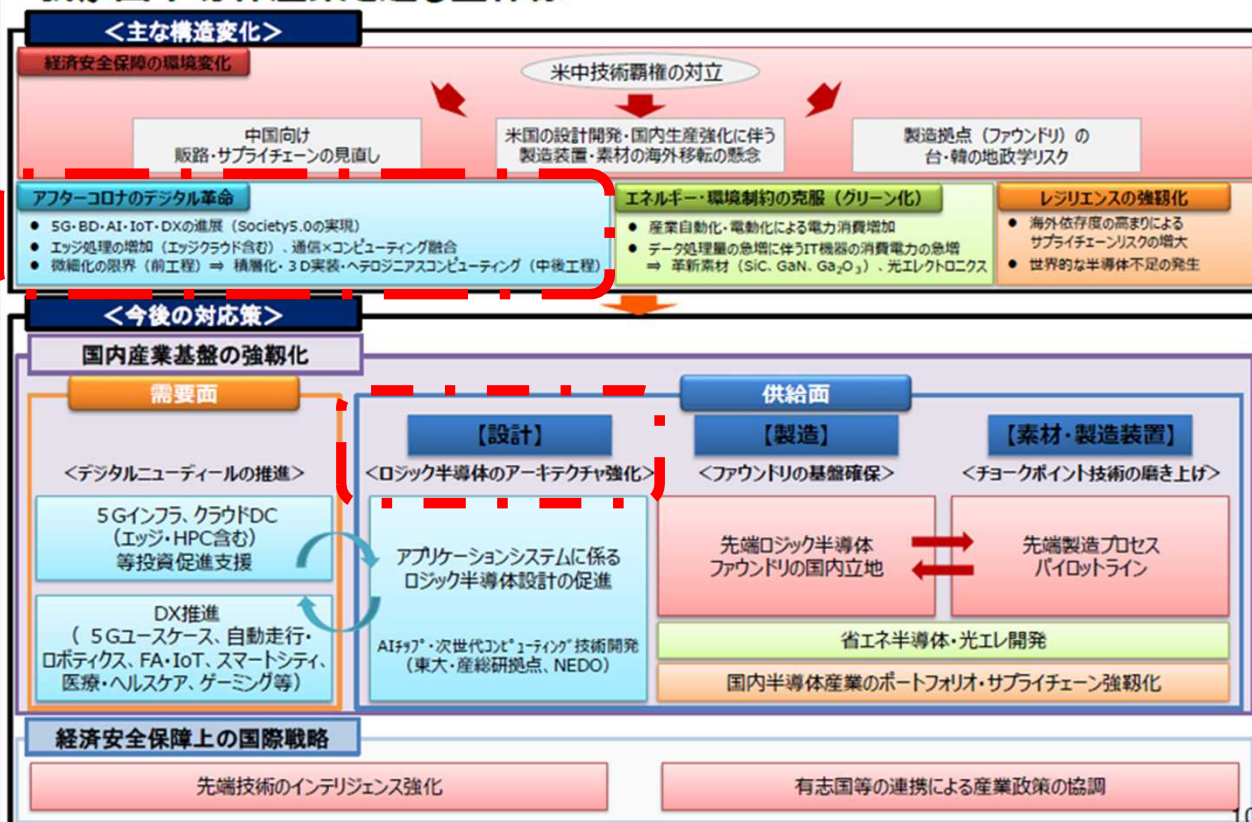 <主な構造変化>
経済安全保障の環境変化
米中技術覇権の対立
中国向け
販路・サプライチェーンの見直し
米国の設計開発・国内生産強化に伴う
製造装置・素材の海外移転の懸念
製造拠点（ファウンドリ）の
台・韓の地政学リスク
アフターコロナのデジタル革命
● 5G・BD・AI・IoT・DXの進展（Society5.0の実現）
● エッジ処理の増加（エッジクラウド含む）、通信×コンピューティング融合
● 微細化の限界（前工程）⇒ 積層化・３D実装・ヘテロジニアスコンピューティング（中後工程）
エネルギー・環境制約の克服（グリーン化）
● 産業自動化・電動化による電力消費増加
● データ処理量の急増に伴うIT機器の消費電力の急増
⇒ 革新素材（SiC、GaN、Ga₂O₃）、光エレクトロニクス
レジリエンスの強靱化
● 海外依存度の高まりによる
サプライチェーンリスクの増大
● 世界的な半導体不足の発生
<今後の対応策>
国内産業基盤の強靱化
需要面
<デジタルニューディールの推進>
５Gインフラ、クラウドDC
（エッジ・HPC含む）
等投資促進支援
DX推進
（ ５Gユースケース、自動走行・
ロボティクス、FA・IoT、スマートシティ、
医療・ヘルスケア、ゲーミング等）
供給面
【設計】
<ロジック半導体のアーキテクチャ強化>
アプリケーションシステムに係る
ロジック半導体設計の促進
AIﾁｯﾌﾟ・次世代ｺﾝﾋﾟｭｰﾃｨﾝｸﾞ技術開発
（東大・産総研拠点、NEDO）
【製造】
<ファウンドリの基盤確保>
先端ロジック半導体
ファウンドリの国内立地
【素材・製造装置】
<チョークポイント技術の磨き上げ>
先端製造プロセス
パイロットライン
省エネ半導体・光エレ開発
国内半導体産業のポートフォリオ・サプライチェーン強靱化
経済安全保障上の国際戦略
先端技術のインテリジェンス強化
有志国等の連携による産業政策の協調